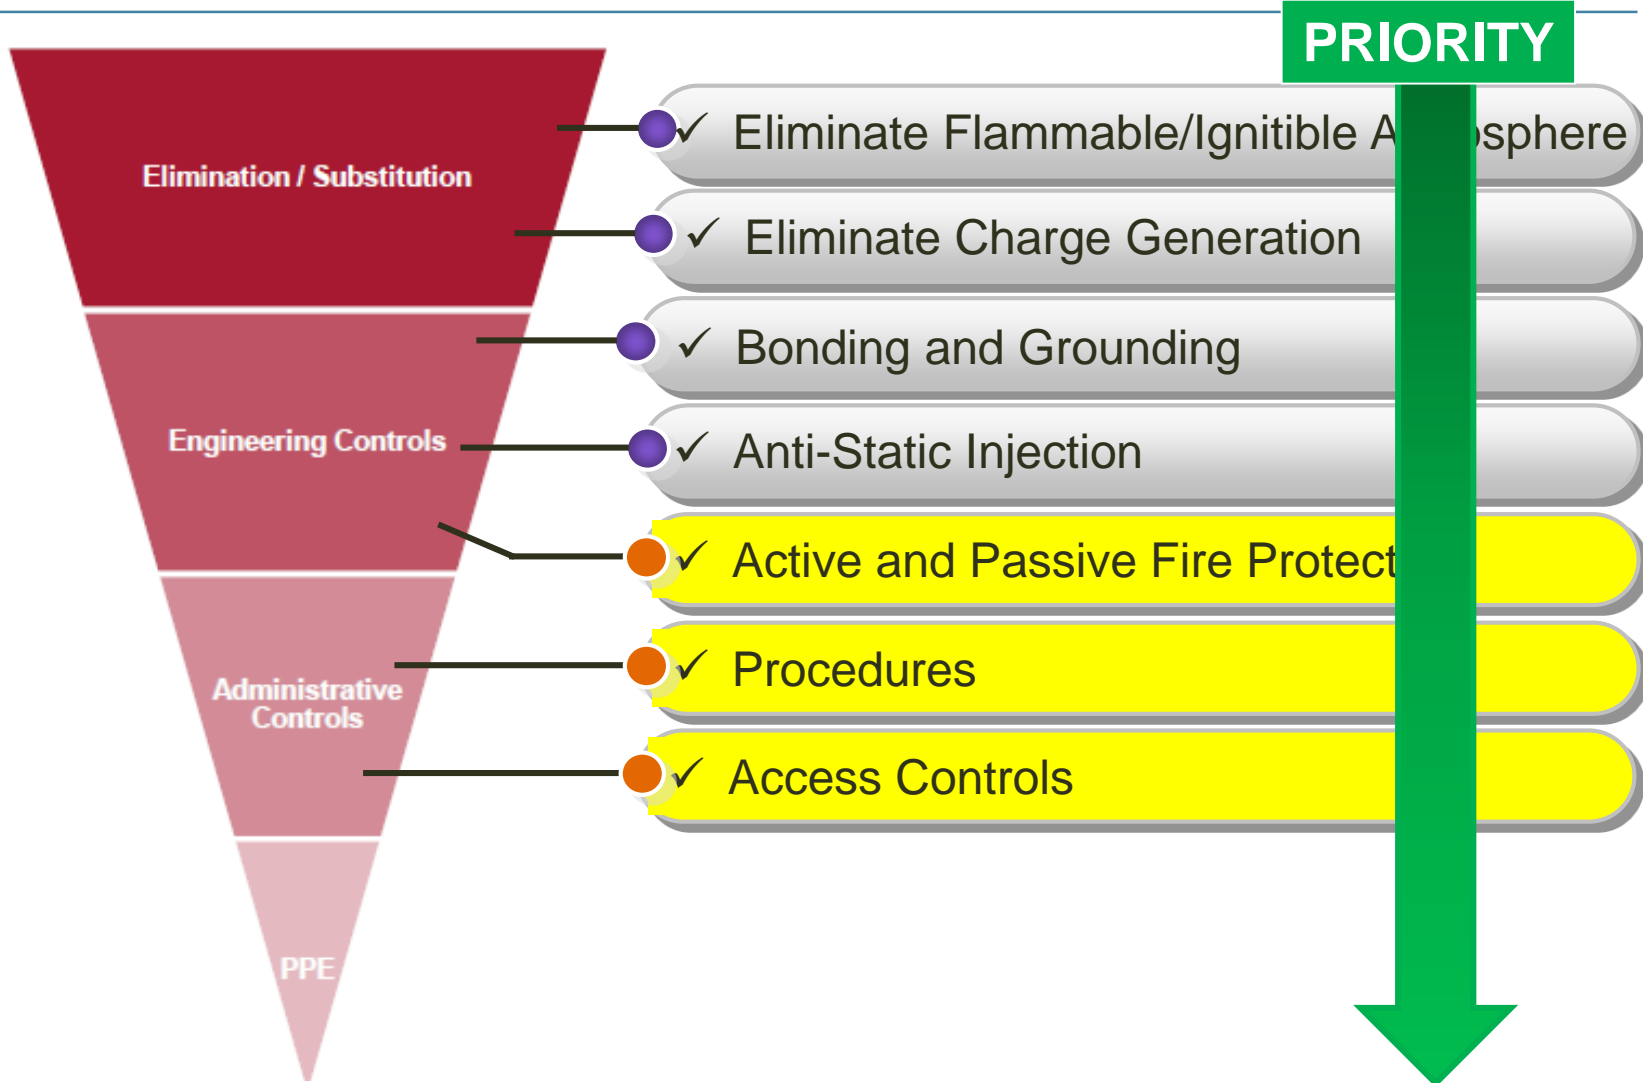 PRIORITY
Elimination / Substitution
✓ Eliminate Flammable/Ignitible A sphere
✓ Eliminate Charge Generation
Engineering Controls
✓ Bonding and Grounding
✓ Anti-Static Injection
✓ Active and Passive Fire Protect
Administrative
Controls
✓ Procedures
✓ Access Controls
PPE